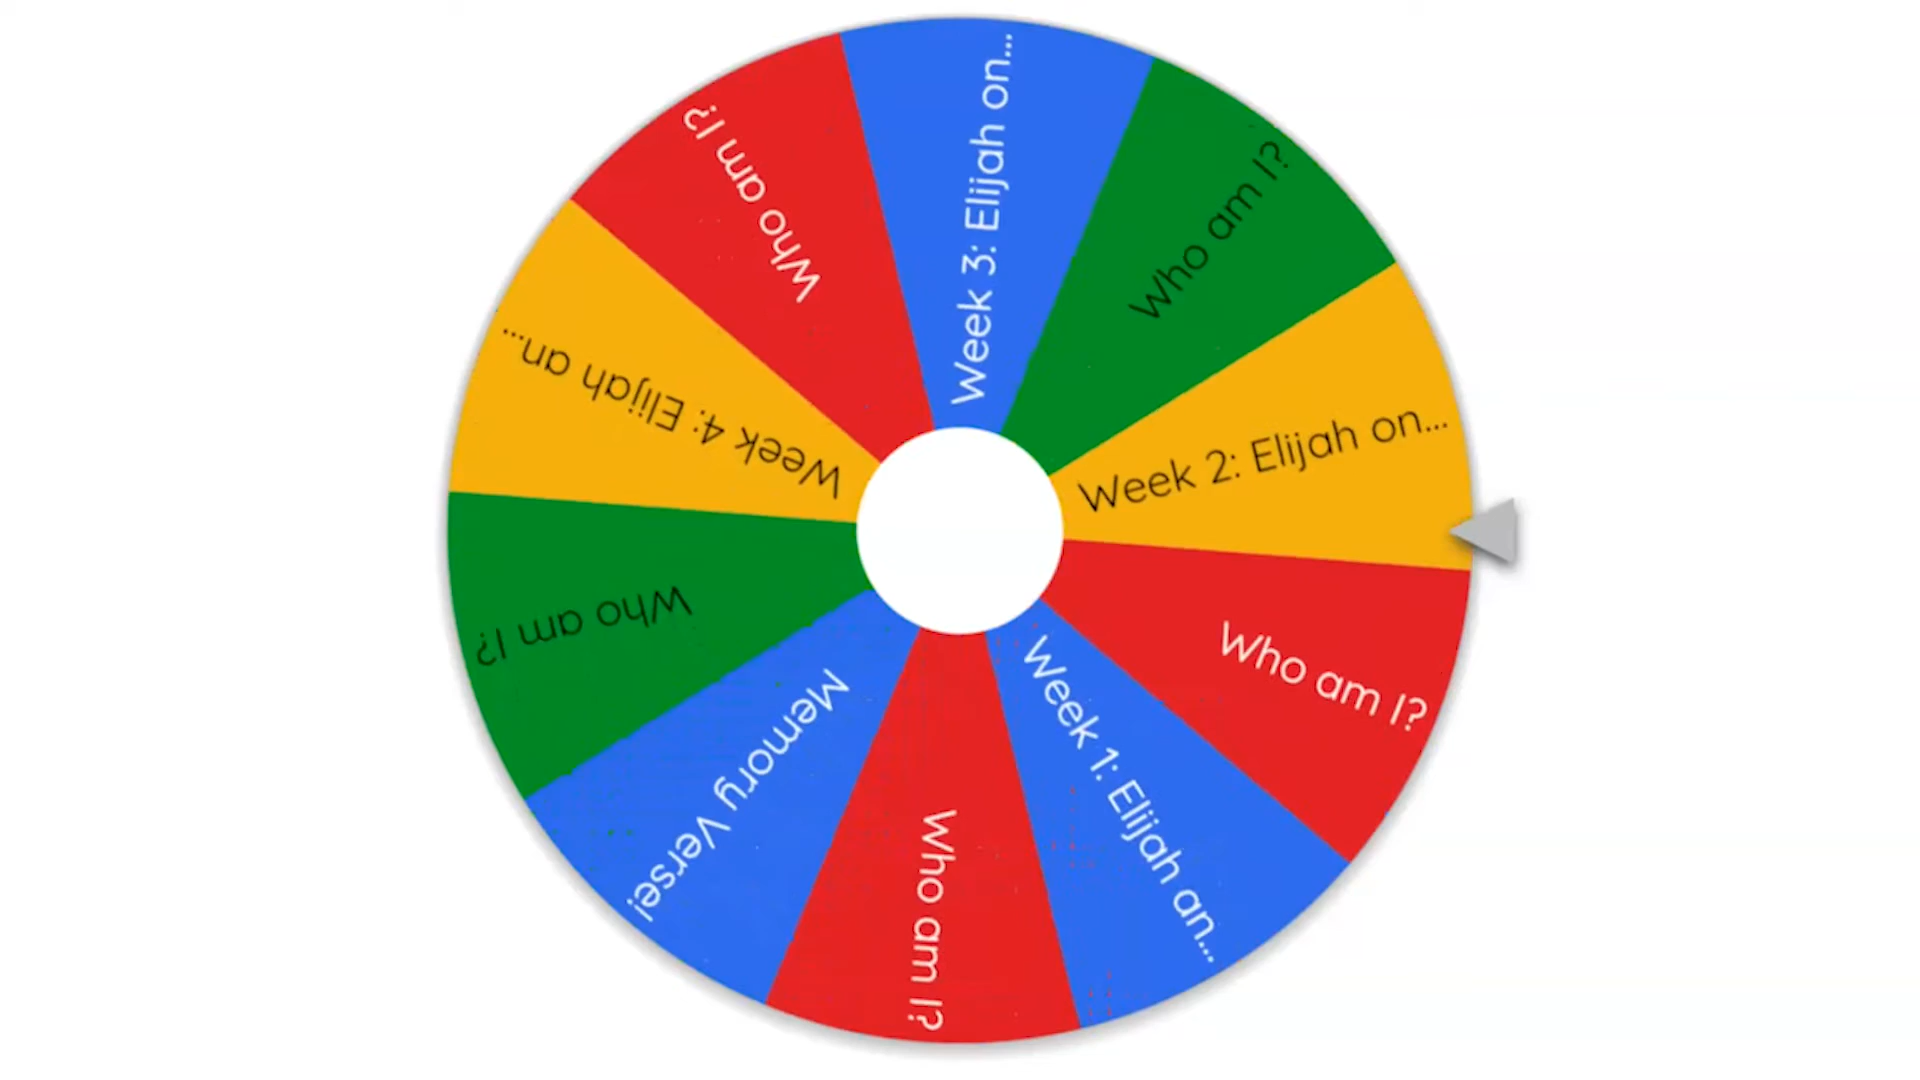 Week 3: Elijah on...
Who am I?
Week 2: Elijah on...
Who am I?
Week 1: Elijah an...
Who am I?
Memory Verse!
Who am I?
Week 4: Elijah an...
Who am I?